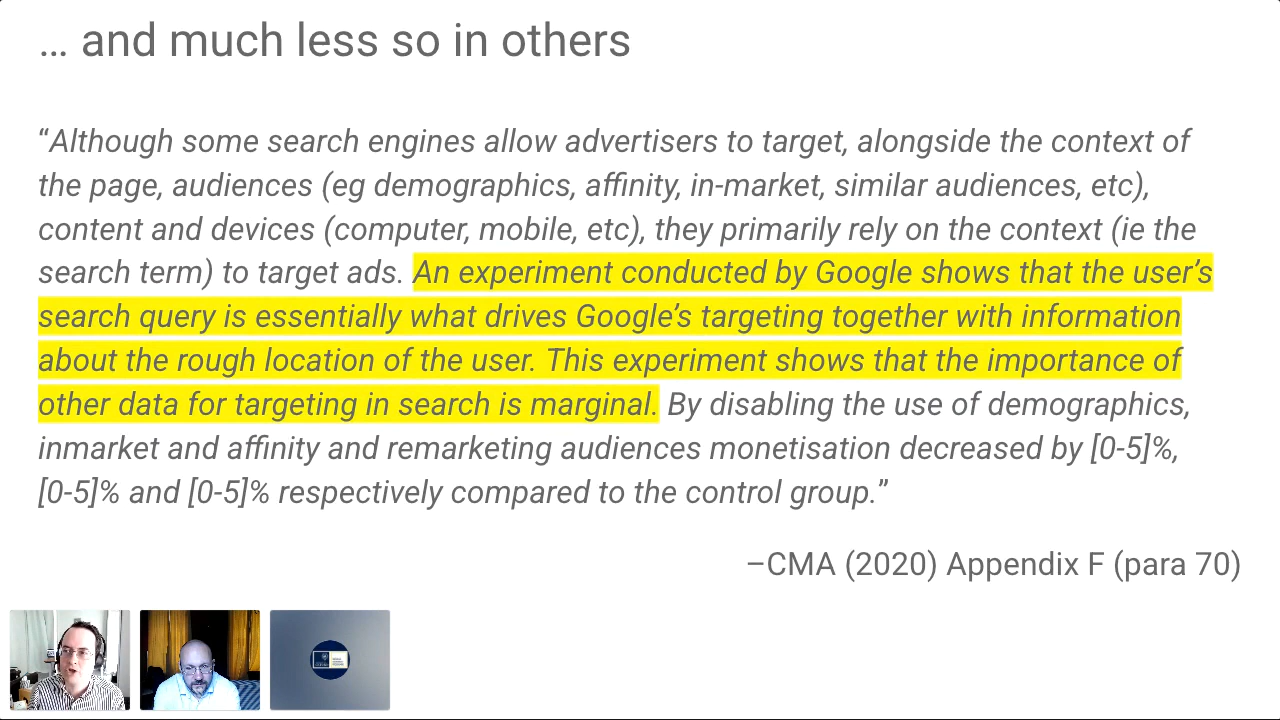 … and much less so in others
“Although some search engines allow advertisers to target, alongside the context of
the page, audiences (eg demographics, affinity, in-market, similar audiences, etc),
content and devices (computer, mobile, etc), they primarily rely on the context (ie the
search term) to target ads. An experiment conducted by Google shows that the user’s
search query is essentially what drives Google’s targeting together with information
about the rough location of the user. This experiment shows that the importance of
other data for targeting in search is marginal. By disabling the use of demographics,
inmarket and affinity and remarketing audiences monetisation decreased by [0-5]%,
[0-5]% and [0-5]% respectively compared to the control group.”
–CMA (2020) Appendix F (para 70)